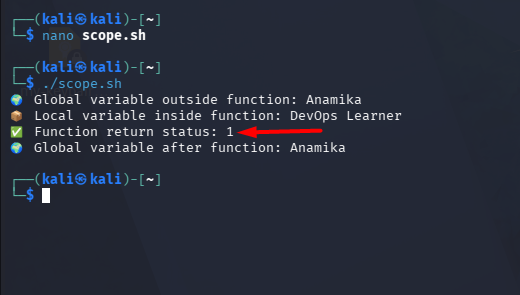 ┌──(kali㉿kali)-[~]
└─$ nano scope.sh
┌──(kali㉿kali)-[~]
└─$ ./scope.sh
🌍 Global variable outside function: Anamika
📦 Local variable inside function: DevOps Learner
✅ Function return status: 1
🌍 Global variable after function: Anamika
┌──(kali㉿kali)-[~]
└─$